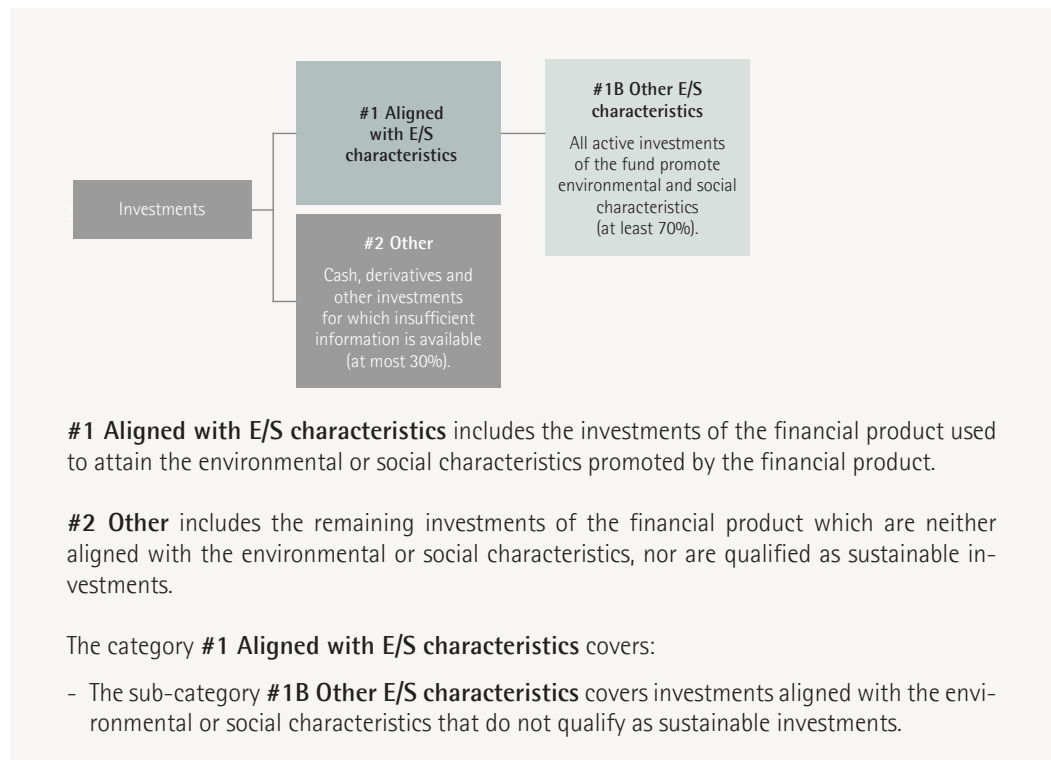 Investments
#1 Aligned
with E/S
characteristics
#1B Other E/S
characteristics
All active investments
of the fund promote
environmental and social
characteristics
(at least 70%).
#2 Other
Cash, derivatives and
other investments
for which insufficient
information is available
(at most 30%).
#1 Aligned with E/S characteristics includes the investments of the financial product used
to attain the environmental or social characteristics promoted by the financial product.
#2 Other includes the remaining investments of the financial product which are neither
aligned with the environmental or social characteristics, nor are qualified as sustainable in-
vestments.
The category #1 Aligned with E/S characteristics covers:
- The sub-category #1B Other E/S characteristics covers investments aligned with the envi-
ronmental or social characteristics that do not qualify as sustainable investments.